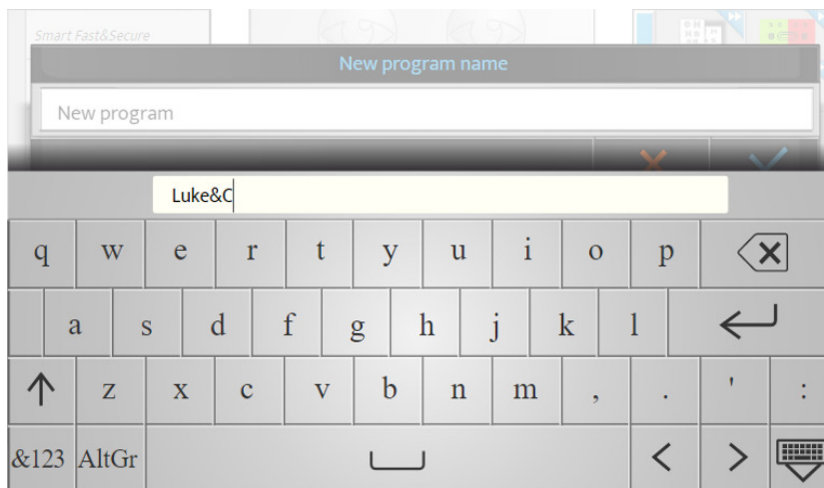 Smart Fast&Secure
New program name
New program
Luke&C
q w e r t y u i o p
a s d f g h j k l
z x c v b n m , . ' :
&123 AltGr < >